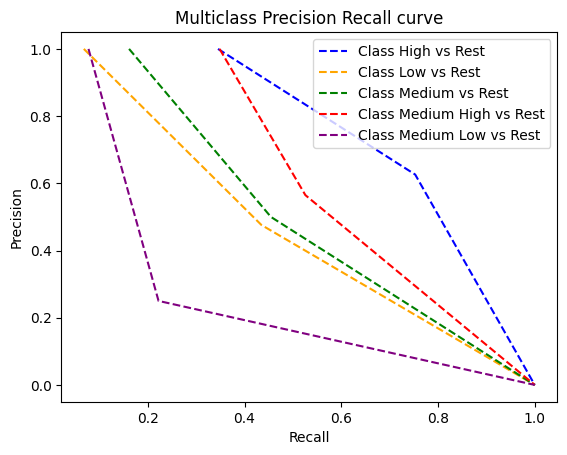 Multiclass Precision Recall curve
Class High vs Rest
Class Low vs Rest
Class Medium vs Rest
Class Medium High vs Rest
Class Medium Low vs Rest
Precision
1.0
0.8
0.6
0.4
0.2
0.0
0.2 0.4 0.6 0.8 1.0
Recall